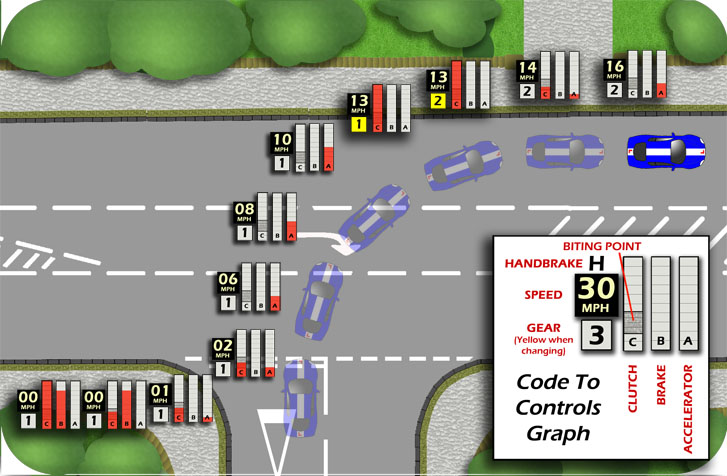 14
MPH
2
C B A
16
MPH
2
C B A
13
MPH
2
C B A
13
MPH
1
C B A
10
MPH
1
C B A
08
MPH
1
C B A
06
MPH
1
C B A
02
MPH
1
C B A
01
MPH
1
C B A
00
MPH
1
C B A
00
MPH
1
C B A
BITING POINT
HANDBRAKE H
SPEED 30
MPH
GEAR 3
(Yellow when
changing)
C B A
CLUTCH
BRAKE
ACCELERATOR
Code To
Controls
Graph